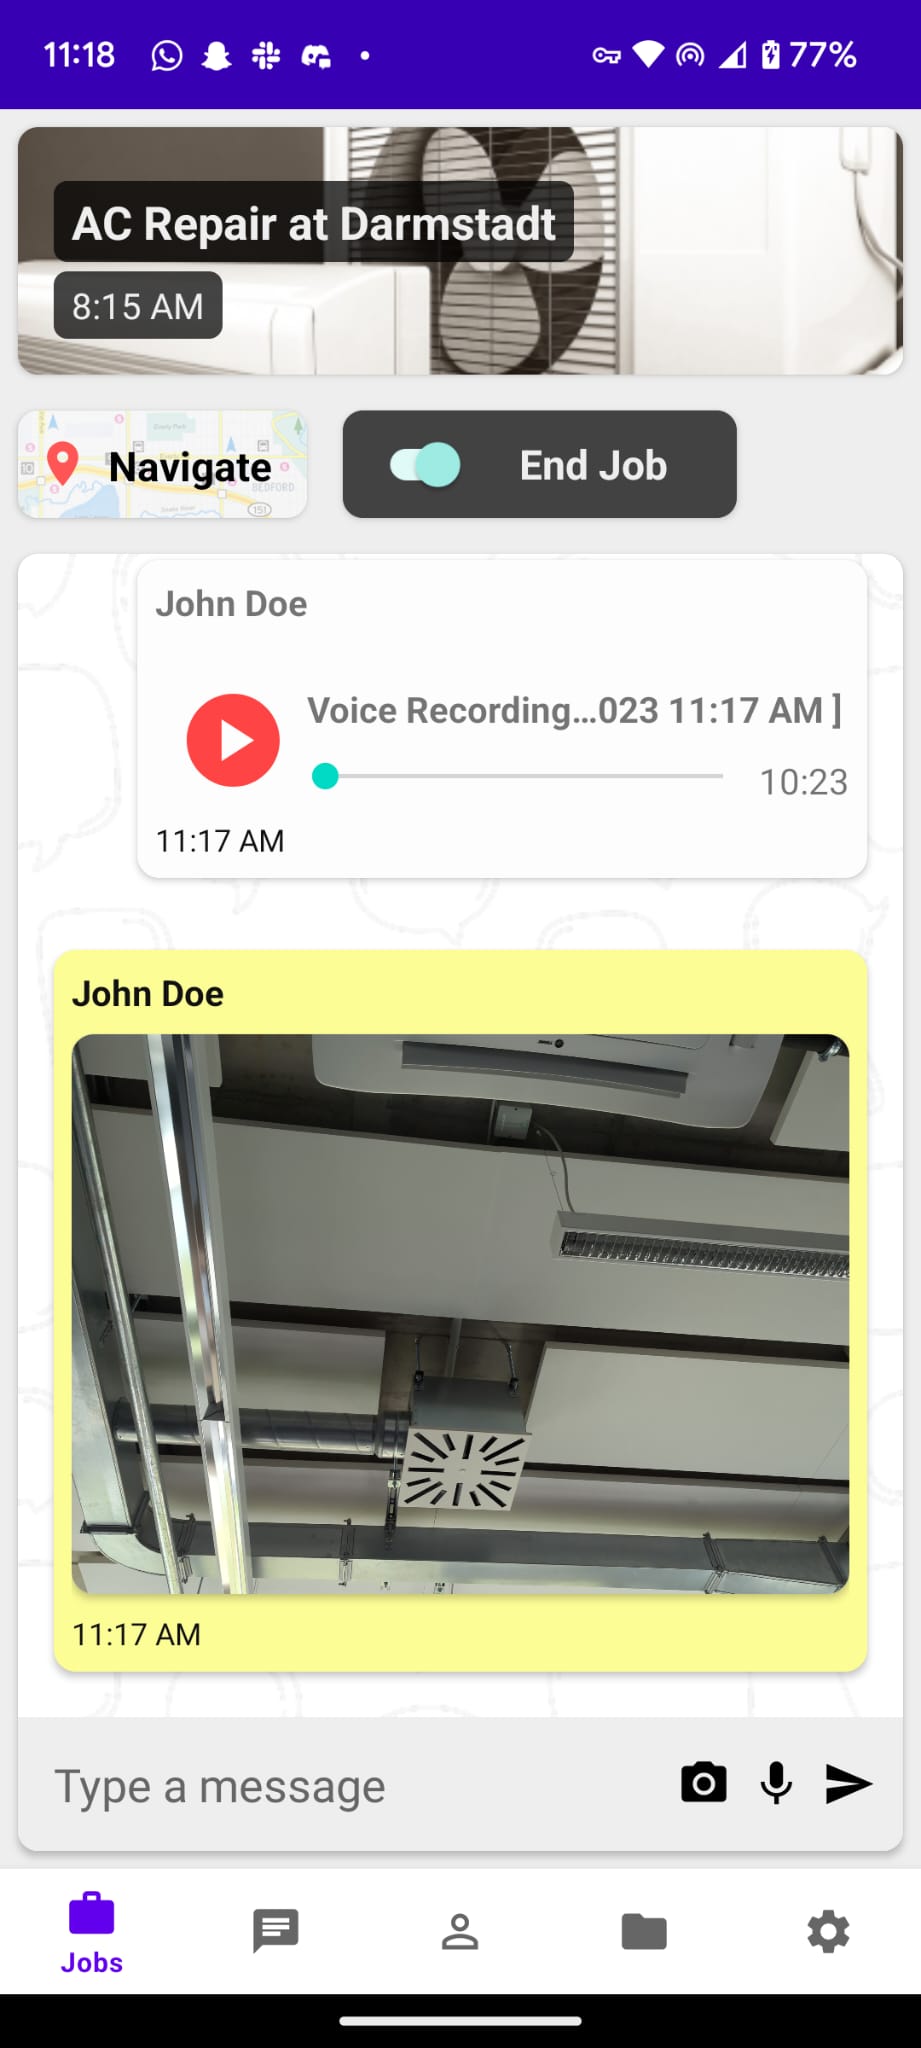 11:18
77%
AC Repair at Darmstadt
8:15 AM
Navigate
End Job
John Doe
Voice Recording...023 11:17 AM ]
10:23
11:17 AM
John Doe
11:17 AM
Type a message
Jobs